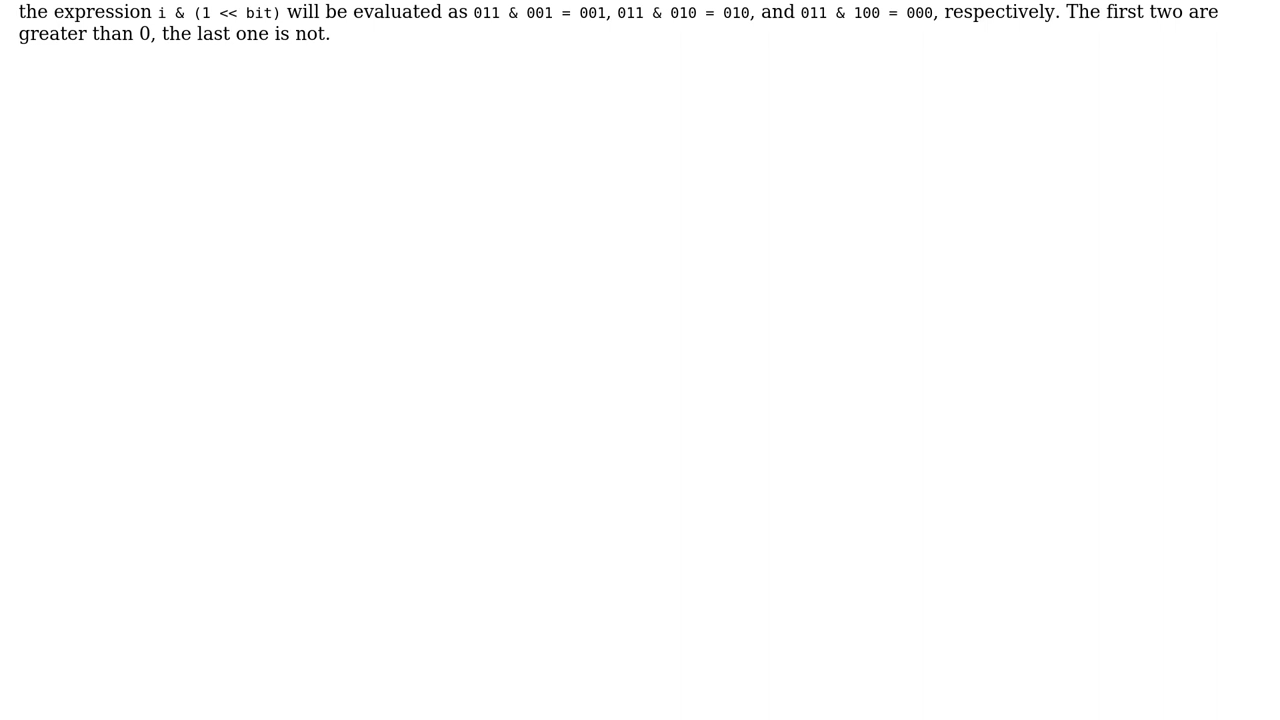 the expression i & (1 << bit) will be evaluated as 011 & 001 = 001, 011 & 010 = 010, and 011 & 100 = 000, respectively. The first two are
greater than 0, the last one is not.